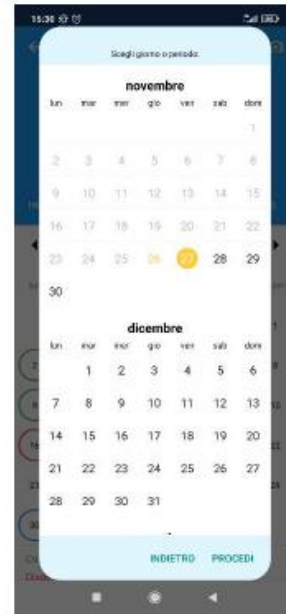 15:30
Scegli giorno o periodo:
novembre
lun mar mer gio ven sab dom
1
2 3 4 5 6 7 8
9 10 11 12 13 14 15
16 17 18 19 20 21 22
23 24 25 26 27 28 29
30
dicembre
lun mar mer gio ven sab dom
1 2 3 4 5 6
7 8 9 10 11 12 13
14 15 16 17 18 19 20
21 22 23 24 25 26 27
28 29 30 31
INDIETRO PROCEDI